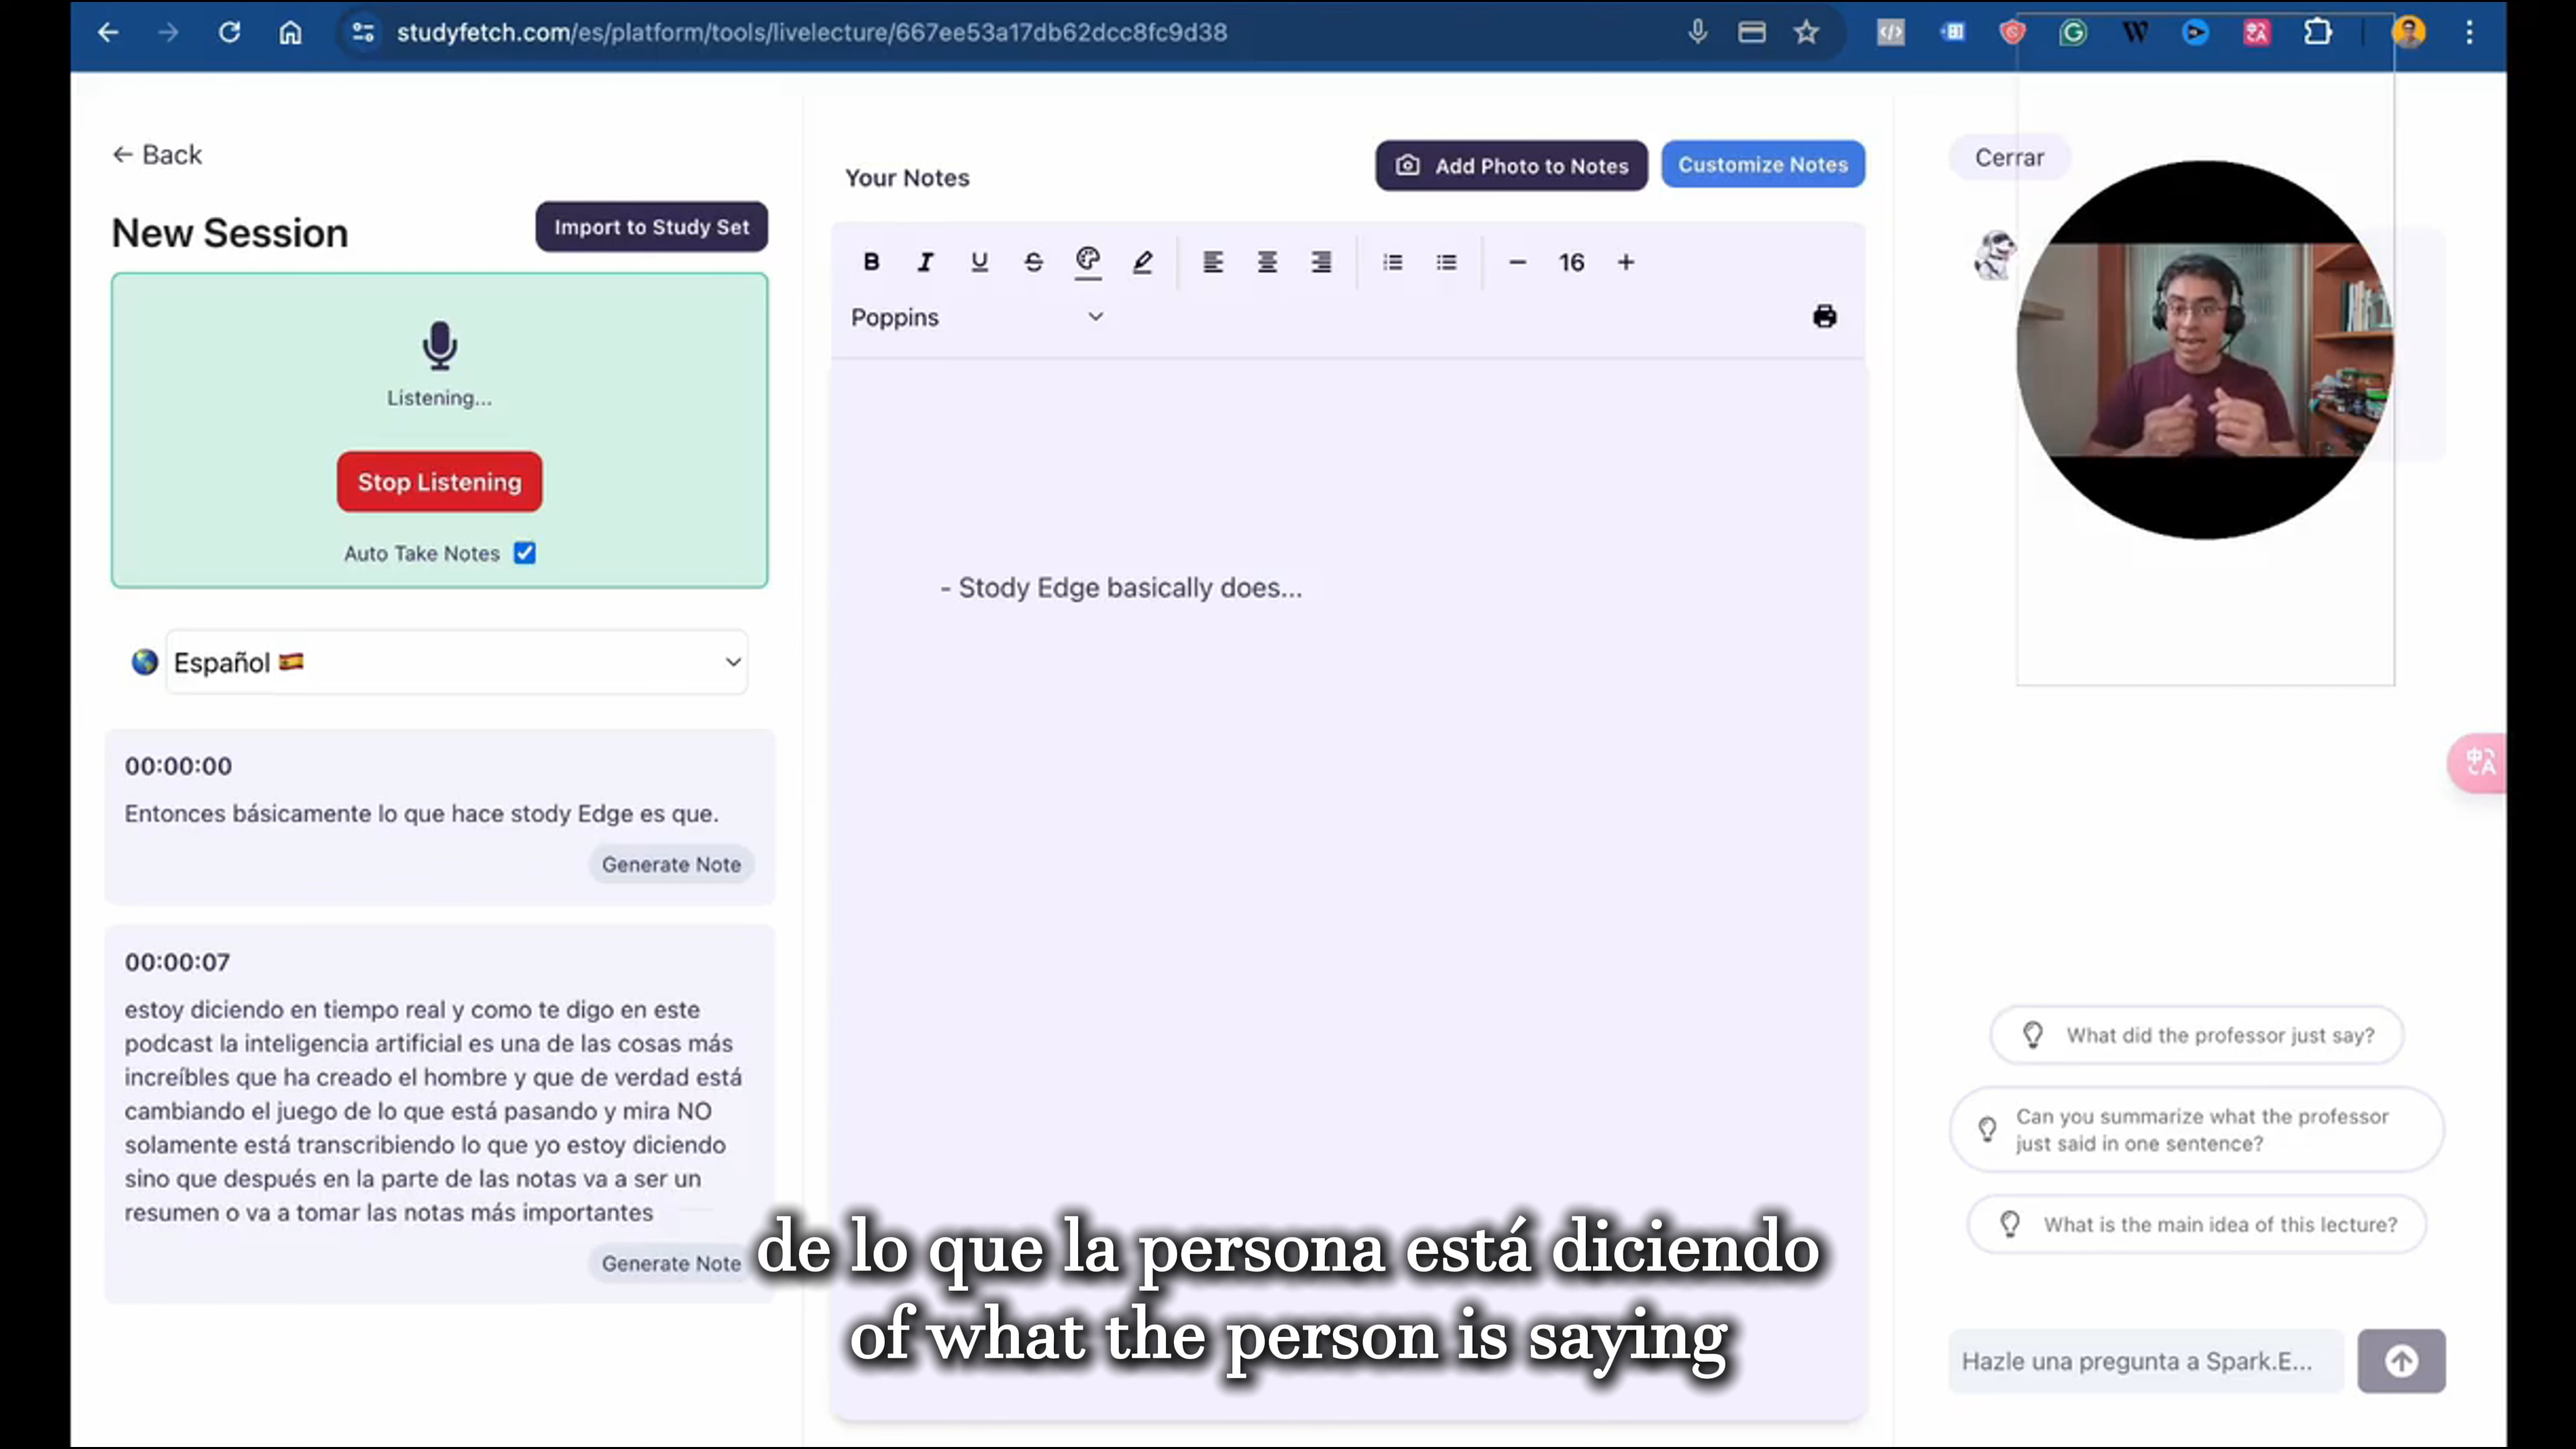 studyfetch.com/es/platform/tools/livelecture/667ee53a17db62dcc8fc9d38
← Back
New Session
Import to Study Set
Listening...
Stop Listening
Auto Take Notes
Español
00:00:00
Entonces básicamente lo que hace stody Edge es que.
Generate Note
00:00:07
estoy diciendo en tiempo real y como te digo en este
podcast la inteligencia artificial es una de las cosas más
increíbles que ha creado el hombre y que de verdad está
cambiando el juego de lo que está pasando y mira NO
solamente está transcribiendo lo que yo estoy diciendo
sino que después en la parte de las notas va a ser un
resumen o va a tomar las notas más importantes
Generate Note
Your Notes
Add Photo to Notes
Customize Notes
B I U S 16
Poppins
- Stody Edge basically does...
Cerrar
What did the professor just say?
Can you summarize what the professor
just said in one sentence?
What is the main idea of this lecture?
Hazle una pregunta a Spark.E...
de lo que la persona está diciendo
of what the person is saying